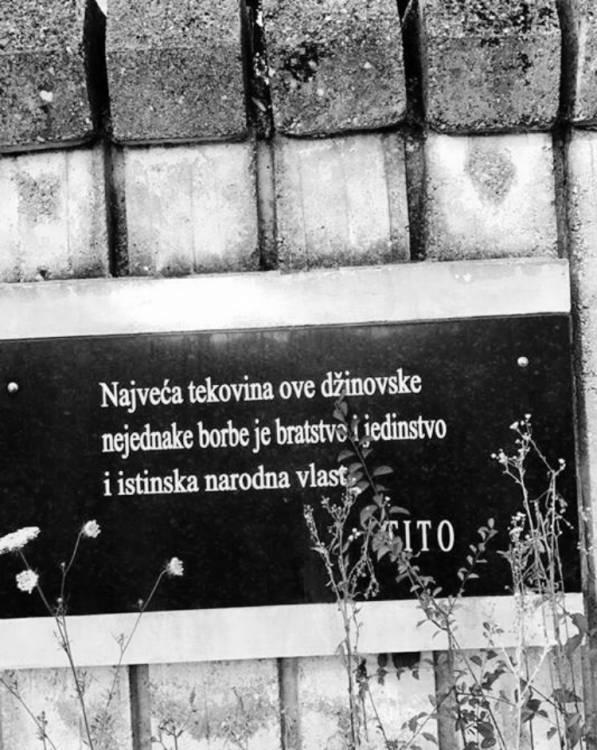 Najveća tekovina ove džinovske
nejednake borbe je bratstvo i jedinstvo
i istinska narodna vlast
TITO